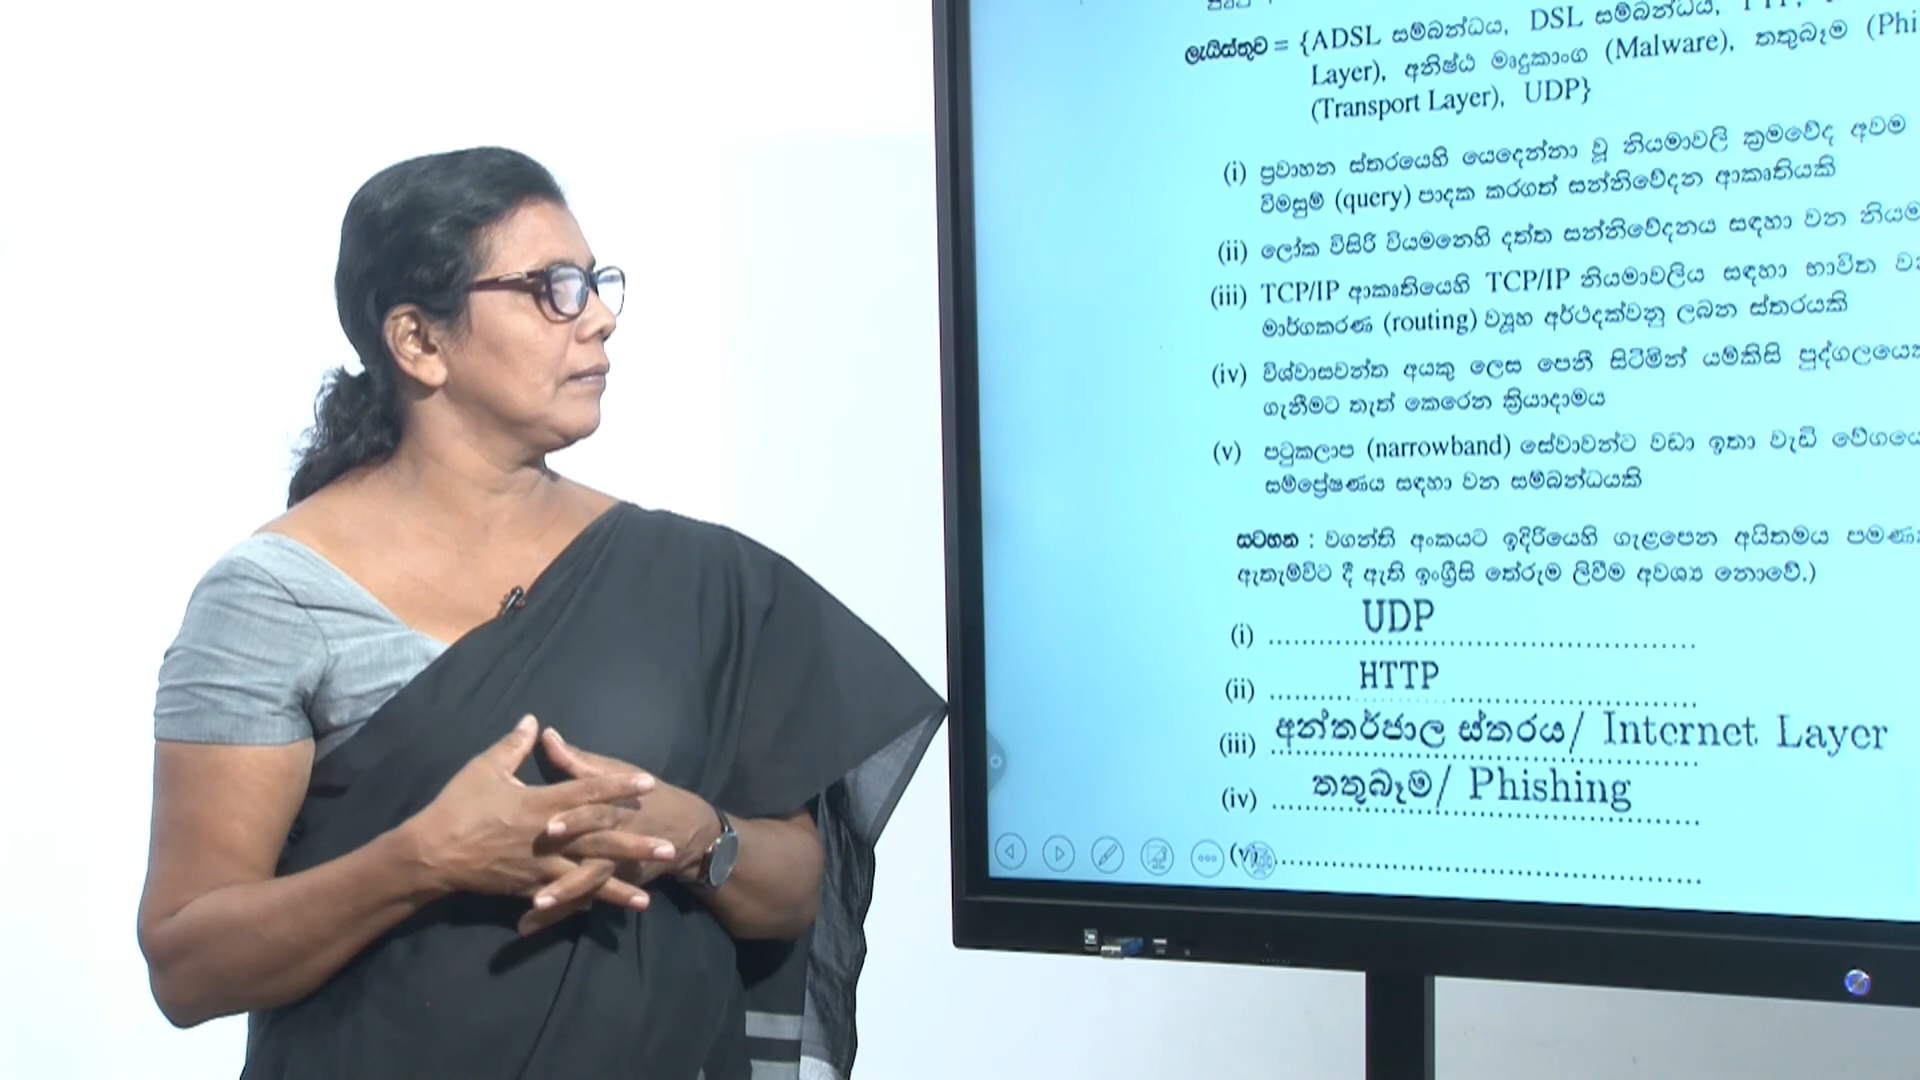 ලැයිස්තුව = {ADSL සම්බන්ධය, DSL සම්බන්ධය,
Layer), අනිෂ්ඨ මෘදුකාංග (Malware), තතුබෑම (Phi
(Transport Layer), UDP}
(i) ප්‍රවාහන ස්තරයෙහි යෙදෙන්නා වූ නියමාවලි ක්‍රමවේද අවම
විමසුම් (query) පාදක කරගත් සන්නිවේදන ආකෘතියකි
(ii) ලෝක විසිරි වියමනෙහි දත්ත සන්නිවේදනය සඳහා වන නියම
(iii) TCP/IP ආකෘතියෙහි TCP/IP නියමාවලිය සඳහා භාවිත ව
මාර්ගකරණ (routing) ව්‍යූහ අර්ථදක්වනු ලබන ස්තරයකි
(iv) විශ්වාසවන්ත අයකු ලෙස පෙනී සිටිමින් යම්කිසි පුද්ගලයෙ
ගැනීමට තැත් කෙරෙන ක්‍රියාදාමය
(v) පටුකලාප (narrowband) සේවාවන්ට වඩා ඉතා වැඩි වේගයෙ
සම්ප්‍රේෂණය සඳහා වන සම්බන්ධයකි
සටහන : වගන්ති අංකයට ඉදිරියෙහි ගැළපෙන අයිතමය පමණ
ඇතැම්විට දී ඇති ඉංග්‍රීසි තේරුම ලිවීම අවශ්‍ය නොවේ.)
(i) UDP
(ii) HTTP
(iii) අන්තර්ජාල ස්තරය/ Internet Layer
(iv) තතුබෑම/ Phishing
(v)